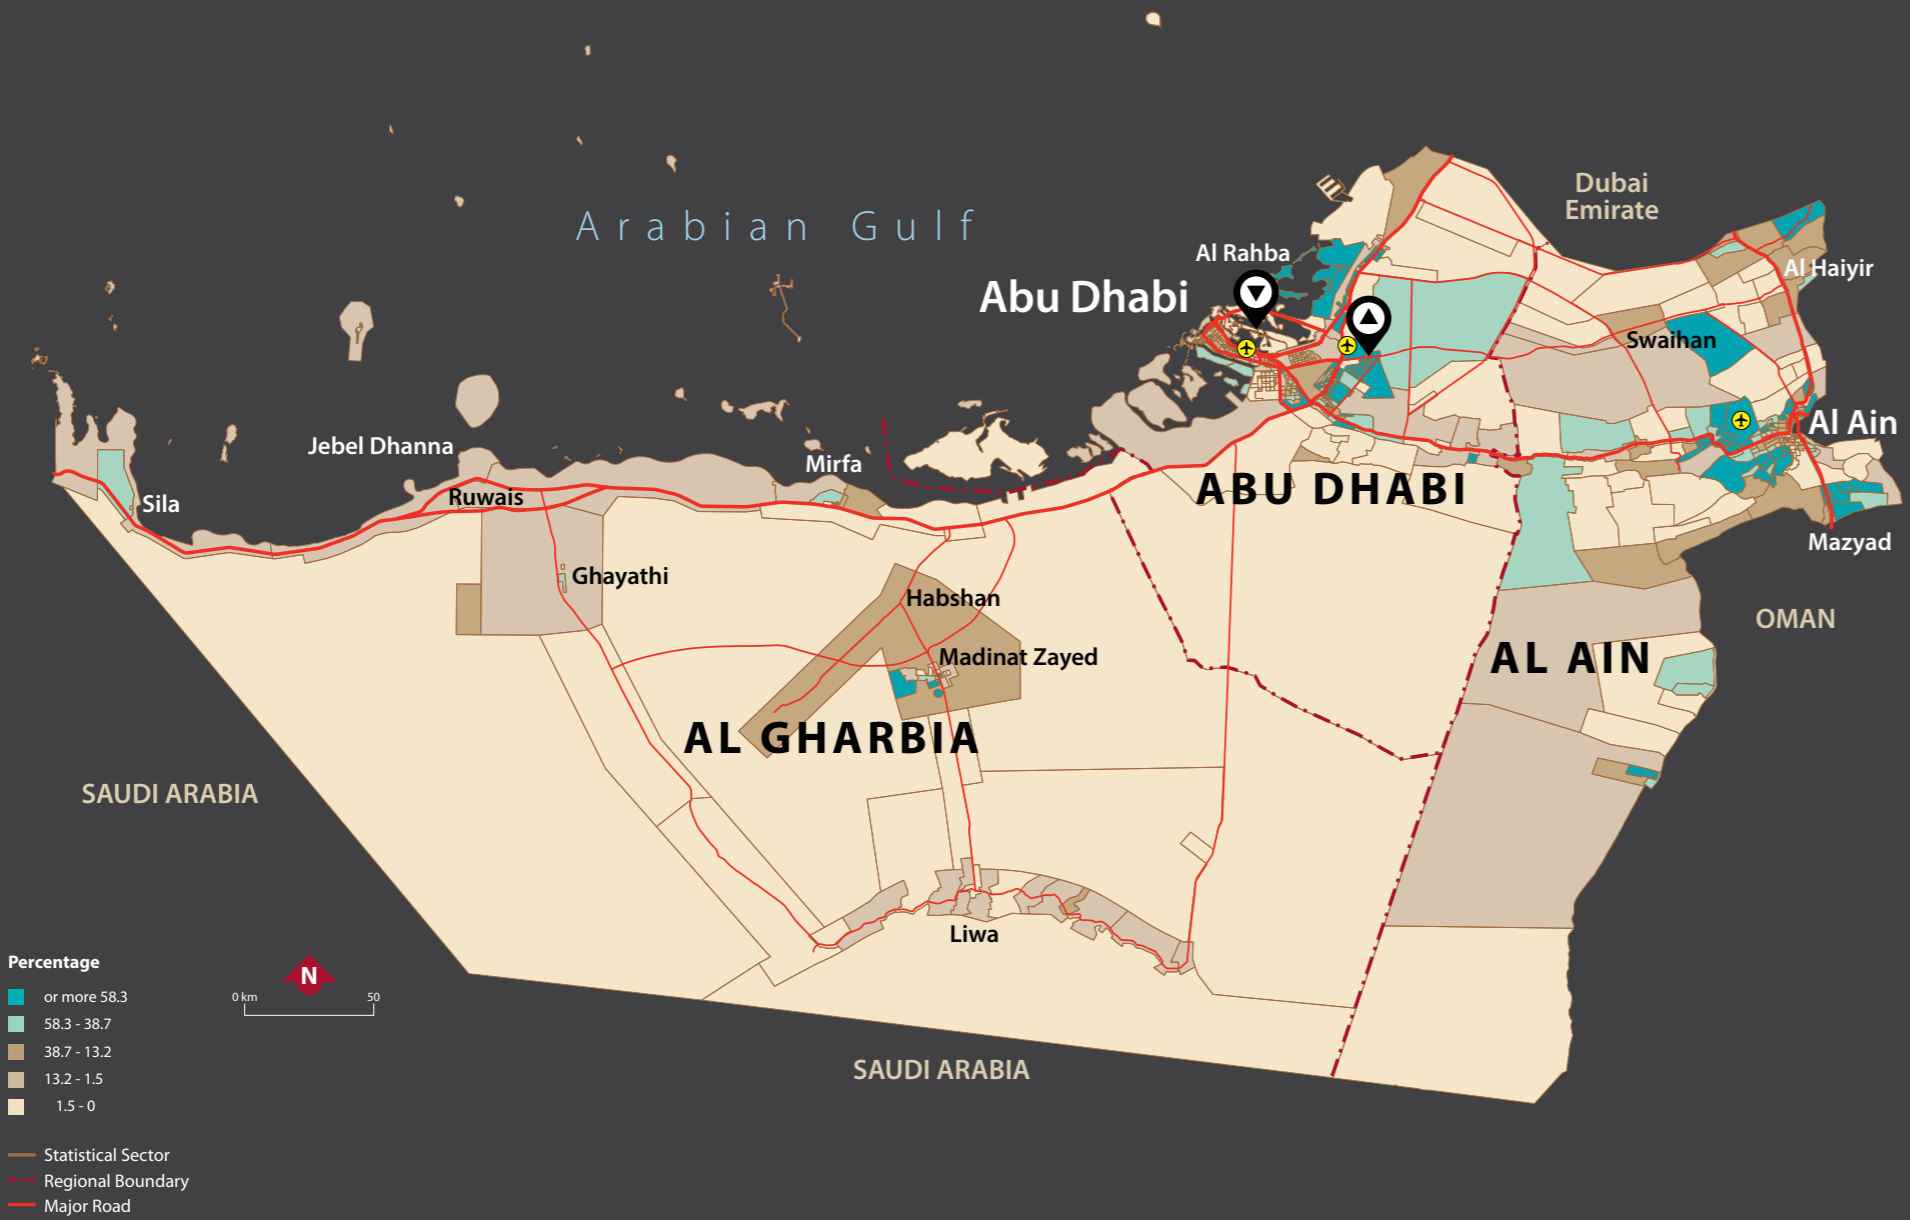 Dubai
Emirate
Arabian Gulf
Al Rahba
Al Haiyir
Abu Dhabi
Swaihan
Al Ain
Jebel Dhanna
Mirfa
Ruwais
Sila
ABU DHABI
Mazyad
Ghayathi
Habshan
OMAN
Madinat Zayed
AL AIN
AL GHARBIA
SAUDI ARABIA
Liwa
SAUDI ARABIA
Percentage
or more 58.3
58.3 - 38.7
38.7 - 13.2
13.2 - 1.5
1.5 - 0
N
0 km 50
Statistical Sector
Regional Boundary
Major Road